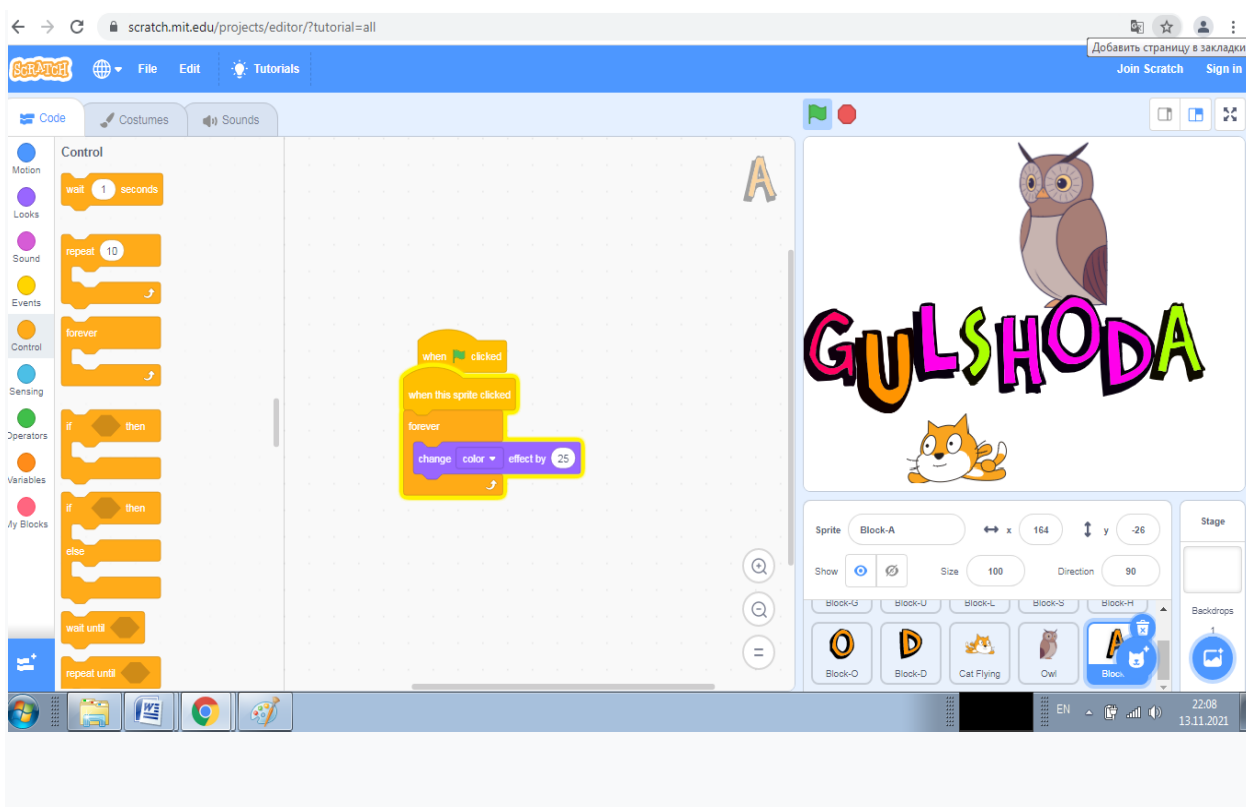 scratch.mit.edu/projects/editor/?tutorial=all
Добавить страницу в закладки
SCRATCH File Edit Tutorials Join Scratch Sign in
Code Costumes Sounds
Motion
Looks
Sound
Events
Control
Sensing
Operators
Variables
My Blocks
Control
wait 1 seconds
repeat 10
forever
if then
if then
else
wait until
repeat until
when clicked
when this sprite clicked
forever
change color effect by 25
A
GULSHODA
Sprite Block-A x 164 y -26
Show Size 100 Direction 90
Block-G Block-U Block-L Block-S Block-H
O D A
Block-O Block-D Cat Flying Owl
Stage
Backdrops
1
EN 22:08
13.11.2021